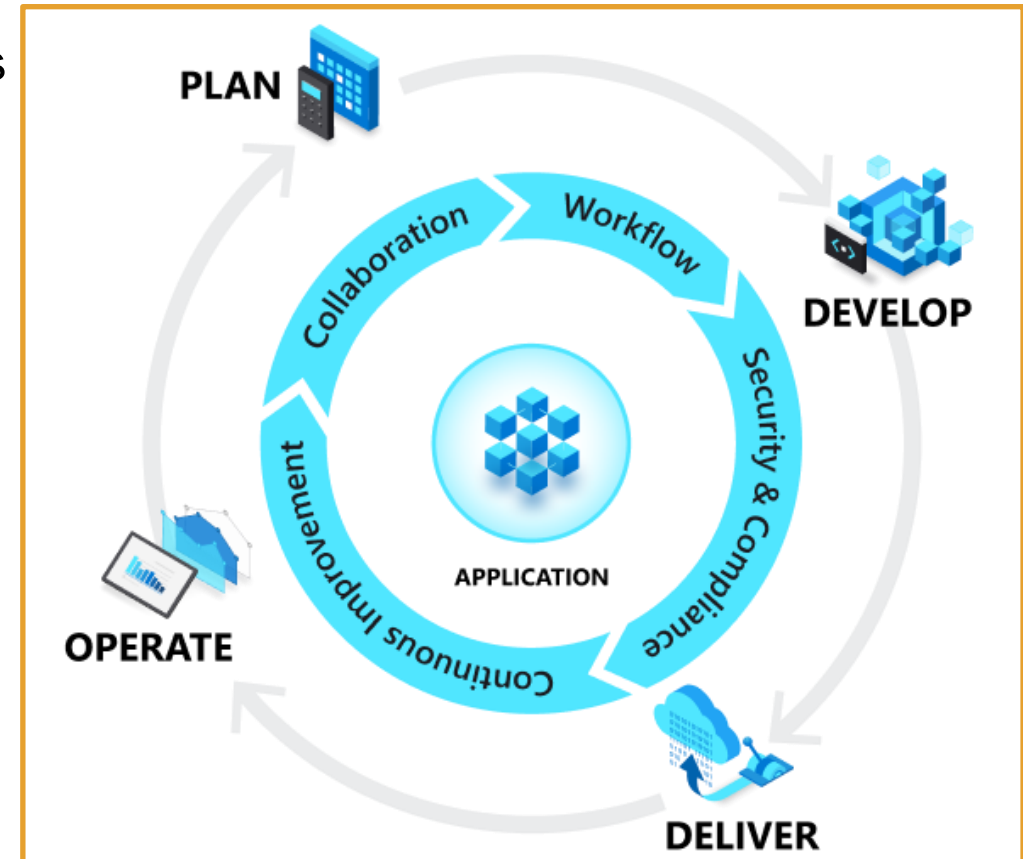 s
PLAN
DEVELOP
DELIVER
OPERATE
Collaboration
Workflow
Security & Compliance
Continuous Improvement
APPLICATION